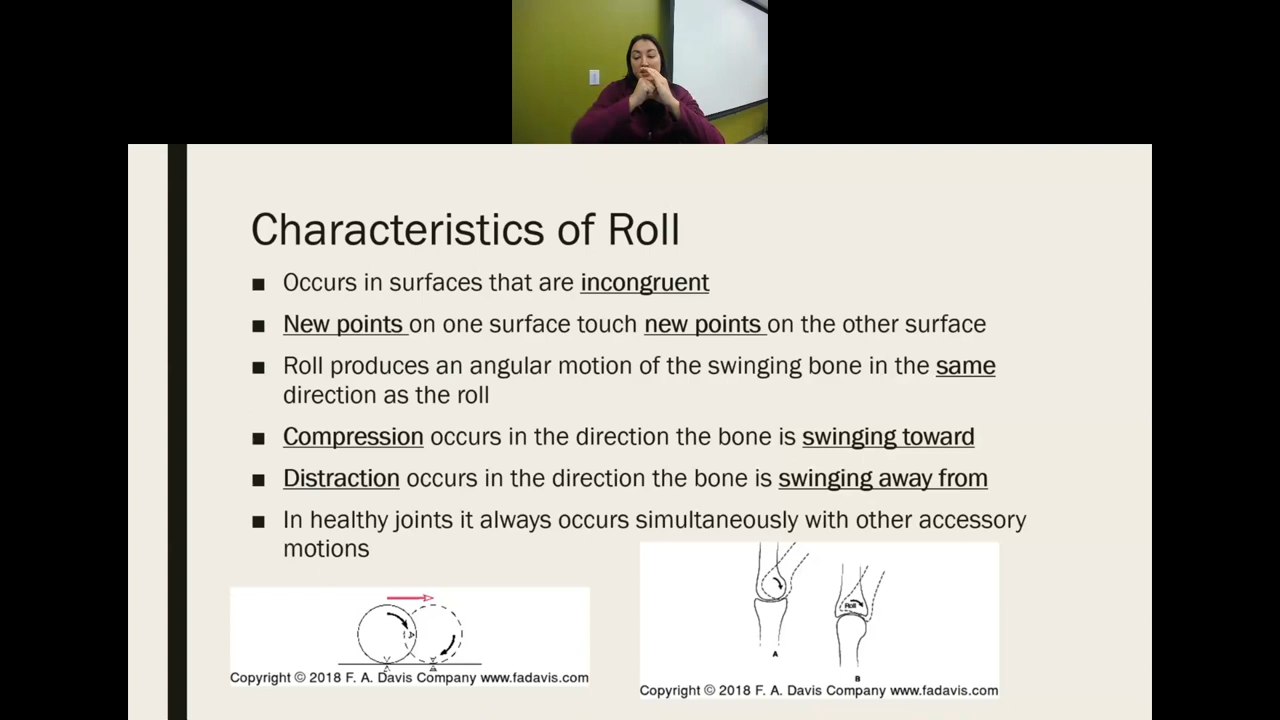 Characteristics of Roll
■ Occurs in surfaces that are incongruent
■ New points on one surface touch new points on the other surface
■ Roll produces an angular motion of the swinging bone in the same
direction as the roll
■ Compression occurs in the direction the bone is swinging toward
■ Distraction occurs in the direction the bone is swinging away from
■ In healthy joints it always occurs simultaneously with other accessory
motions
Roll
A
B
Copyright © 2018 F. A. Davis Company www.fadavis.com
Copyright © 2018 F. A. Davis Company www.fadavis.com